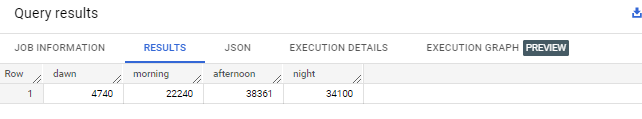 Query results
JOB INFORMATION RESULTS JSON EXECUTION DETAILS EXECUTION GRAPH PREVIEW
Row dawn morning afternoon night
1 4740 22240 38361 34100